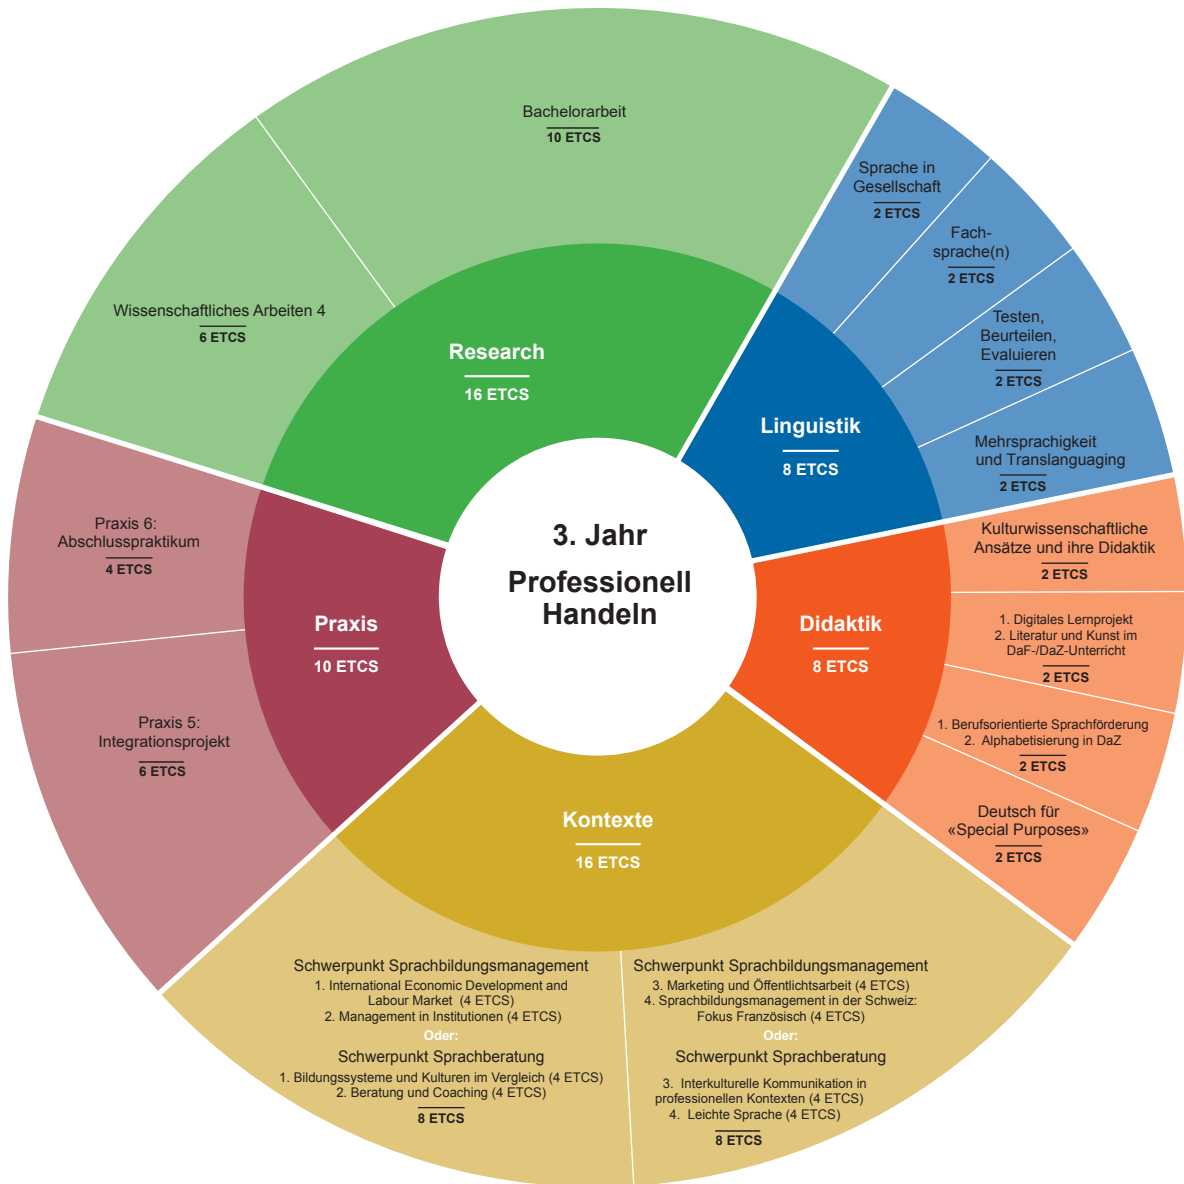 3. Jahr
Professionell
Handeln
Research
16 ETCS
Bachelorarbeit
10 ETCS
Wissenschaftliches Arbeiten 4
6 ETCS
Linguistik
8 ETCS
Sprache in
Gesellschaft
2 ETCS
Fach-
sprache(n)
2 ETCS
Testen,
Beurteilen,
Evaluieren
2 ETCS
Mehrsprachigkeit
und Translanguaging
2 ETCS
Didaktik
8 ETCS
Kulturwissenschaftliche
Ansätze und ihre Didaktik
2 ETCS
1. Digitales Lernprojekt
2. Literatur und Kunst im
DaF-/DaZ-Unterricht
2 ETCS
1. Berufsorientierte Sprachförderung
2. Alphabetisierung in DaZ
2 ETCS
Deutsch für
«Special Purposes»
2 ETCS
Kontexte
16 ETCS
Schwerpunkt Sprachbildungsmanagement
3. Marketing und Öffentlichtsarbeit (4 ETCS)
4. Sprachbildungsmanagement in der Schweiz:
Fokus Französisch (4 ETCS)
Oder:
Schwerpunkt Sprachberatung
3. Interkulturelle Kommunikation in
professionellen Kontexten (4 ETCS)
4. Leichte Sprache (4 ETCS)
8 ETCS
Schwerpunkt Sprachbildungsmanagement
1. International Economic Development and
Labour Market (4 ETCS)
2. Management in Institutionen (4 ETCS)
Oder:
Schwerpunkt Sprachberatung
1. Bildungssysteme und Kulturen im Vergleich (4 ETCS)
2. Beratung und Coaching (4 ETCS)
8 ETCS
Praxis
10 ETCS
Praxis 5:
Integrationsprojekt
6 ETCS
Praxis 6:
Abschlusspraktikum
4 ETCS